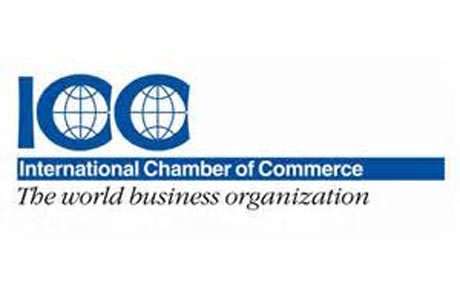 ICC
International Chamber of Commerce
The world business organization